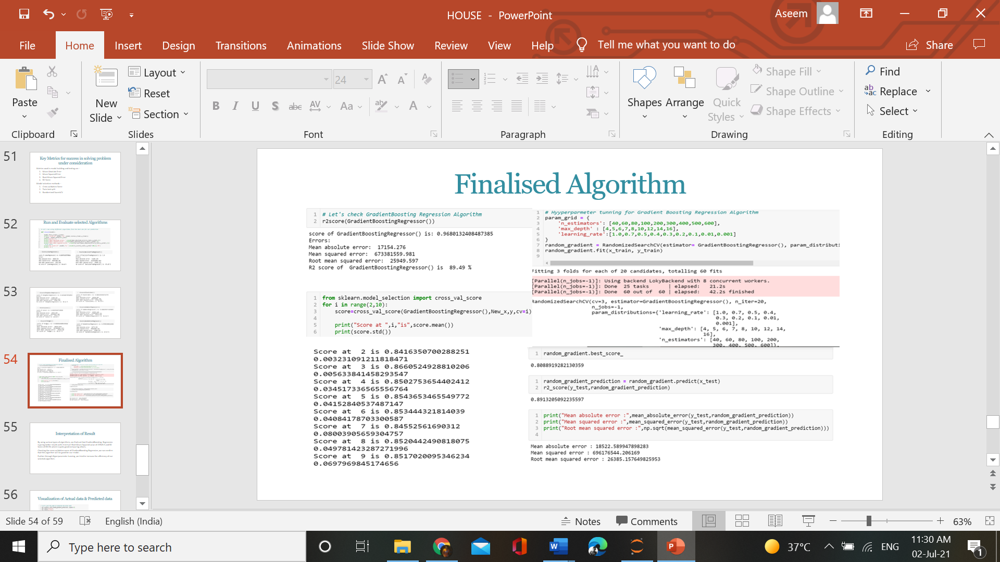 HOUSE - PowerPoint
Aseem
File
Home
Insert
Design
Transitions
Animations
Slide Show
Review
View
Help
Tell me what you want to do
Share
Paste
Clipboard
New
Slide
Layout
Reset
Section
Slides
24
B I U S abc AV Aa A
Font
Paragraph
Shapes
Arrange
Quick
Styles
Shape Fill
Shape Outline
Shape Effects
Drawing
Find
Replace
Select
Editing
51
Key Metrics for success in solving problem
under consideration
52
Run and Evaluate selected Algorithms
53
54
Finalised Algorithm
55
Interpretation of Result
56
Visualization of Actual data & Predicted data
Finalised Algorithm
1 # Let's check GradientBoosting Regression Algorithm
2 r2score(GradientBoostingRegressor())
score of GradientBoostingRegressor() is: 0.9680132408487385
Errors:
Mean absolute error: 17154.276
Mean squared error: 673381559.981
Root mean squared error: 25949.597
R2 score of GradientBoostingRegressor() is 89.49 %
1 from sklearn.model_selection import cross_val_score
2 for i in range(2,10):
3 score=cross_val_score(GradientBoostingRegressor(),New_x,y,cv=i)
4
5 print("Score at ",i,"is",score.mean())
6 print(score.std())
Score at 2 is 0.8416350700288251
0.0032310911211818471
Score at 3 is 0.8660524928810206
0.0056338414582935​47
Score at 4 is 0.8502753654402412
0.03451733656556764
Score at 5 is 0.8543653465549772
0.04152840537487147
Score at 6 is 0.853444321814039
0.04084178703300587
Score at 7 is 0.84552561690312
0.080039056593047​57
Score at 8 is 0.8520442490818075
0.049781423287271996
Score at 9 is 0.8517020095346234
0.0697969845174656
1 # Hyyperparmeter tunning for Gradient Boosting Regression Algorithm
2 param_grid = {
3 'n_estimators': [40,60,80,100,200,300,400,500,600],
4 'max_depth' : [4,5,6,7,8,10,12,14,16],
5 'learning_rate':[1.0,0.7,0.5,0.4,0.3,0.2,0.1,0.01,0.001]
6 }
7 random_gradient = RandomizedSearchCV(estimator= GradientBoostingRegressor(), param_distributi
8 random_gradient.fit(x_train, y_train)
9
Fitting 3 folds for each of 20 candidates, totalling 60 fits
[Parallel(n_jobs=-1)]: Using backend LokyBackend with 8 concurrent workers.
[Parallel(n_jobs=-1)]: Done 25 tasks | elapsed: 21.2s
[Parallel(n_jobs=-1)]: Done 60 out of 60 | elapsed: 42.2s finished
RandomizedSearchCV(cv=3, estimator=GradientBoostingRegressor(), n_iter=20,
n_jobs=-1,
param_distributions={'learning_rate': [1.0, 0.7, 0.5, 0.4,
0.3, 0.2, 0.1, 0.01,
0.001],
'max_depth': [4, 5, 6, 7, 8, 10, 12, 14,
16],
'n_estimators': [40, 60, 80, 100, 200,
300, 400, 500, 600]},
1 random_gradient.best_score_
0.8088919282130359
1 random_gradient_prediction = random_gradient.predict(x_test)
2 r2_score(y_test,random_gradient_prediction)
0.8913205092235597
1 print("Mean absolute error :",mean_absolute_error(y_test,random_gradient_prediction))
2 print("Mean squared error :",mean_squared_error(y_test,random_gradient_prediction))
3 print("Root mean squared error :",np.sqrt(mean_squared_error(y_test,random_gradient_prediction)))
4
Mean absolute error : 18522.589947898283
Mean squared error : 696176544.206169
Root mean squared error : 26385.157649825953
Slide 54 of 59
English (India)
Notes
Comments
63%
Type here to search
37°C
ENG
11:30 AM
02-Jul-21
1